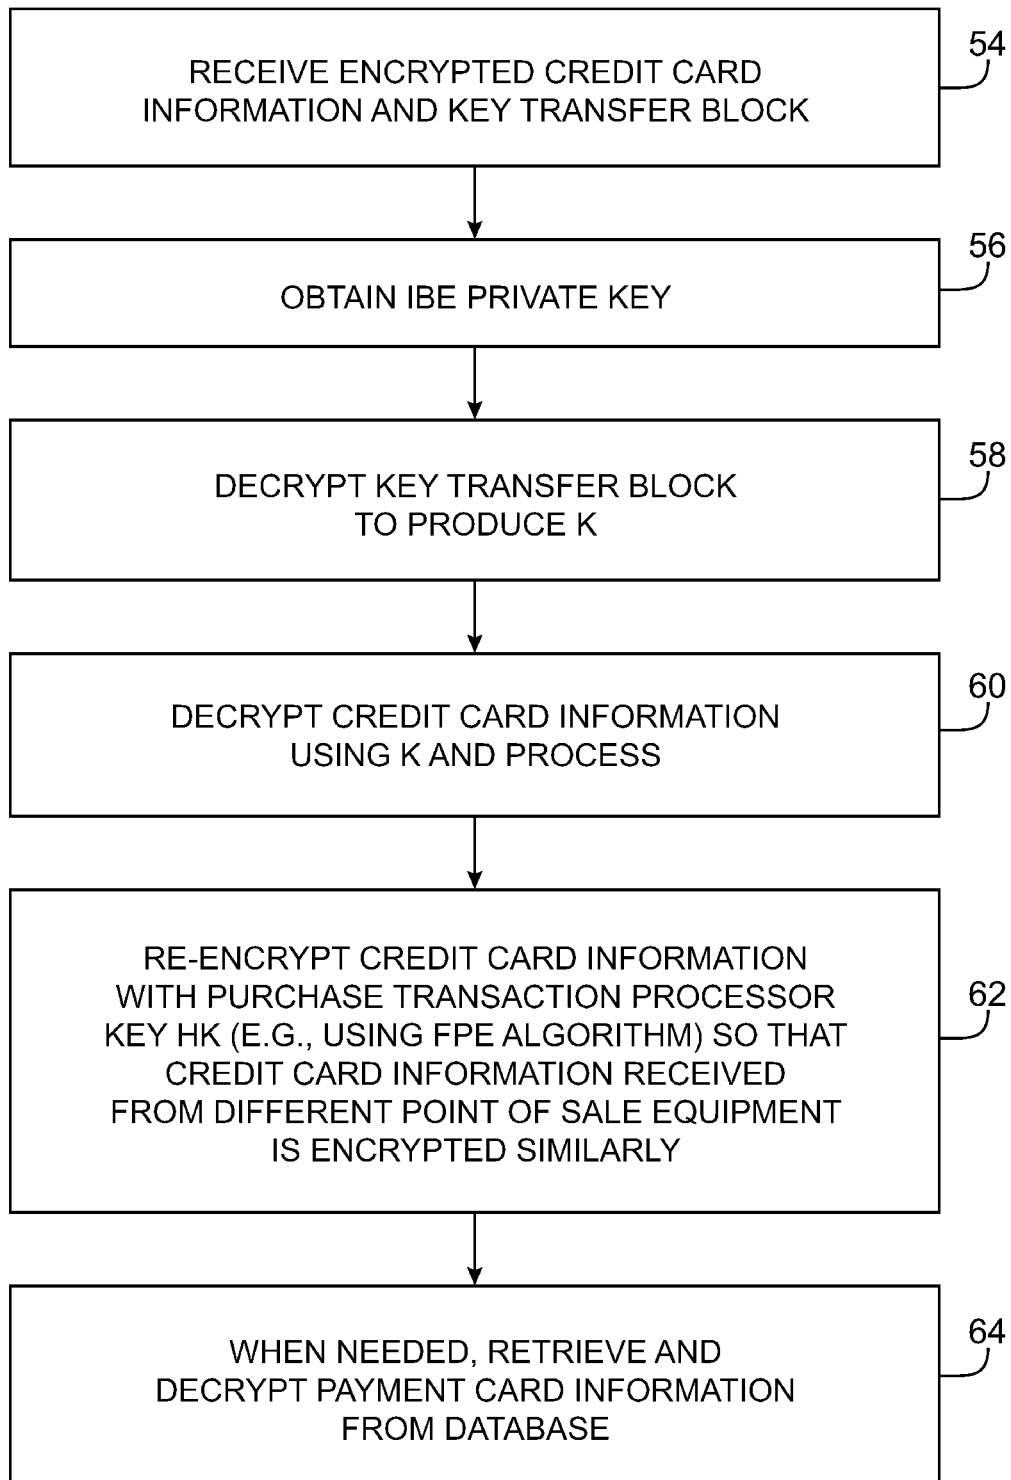 RECEIVE ENCRYPTED CREDIT CARD
INFORMATION AND KEY TRANSFER BLOCK
54
OBTAIN IBE PRIVATE KEY
56
DECRYPT KEY TRANSFER BLOCK
TO PRODUCE K
58
DECRYPT CREDIT CARD INFORMATION
USING K AND PROCESS
60
RE-ENCRYPT CREDIT CARD INFORMATION
WITH PURCHASE TRANSACTION PROCESSOR
KEY HK (E.G., USING FPE ALGORITHM) SO THAT
CREDIT CARD INFORMATION RECEIVED
FROM DIFFERENT POINT OF SALE EQUIPMENT
IS ENCRYPTED SIMILARLY
62
WHEN NEEDED, RETRIEVE AND
DECRYPT PAYMENT CARD INFORMATION
FROM DATABASE
64